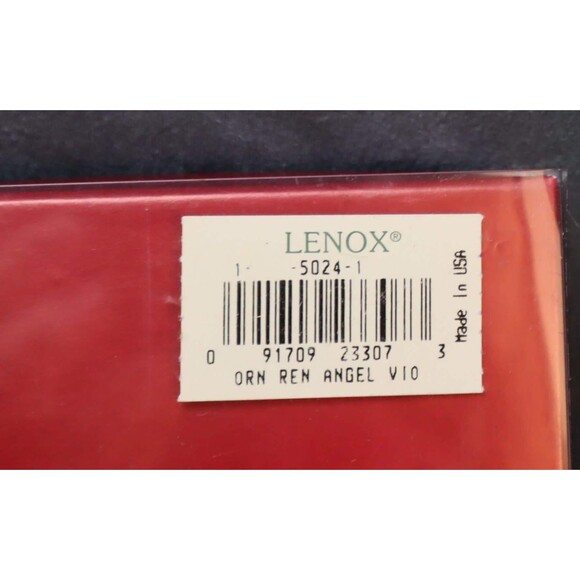 LENOX®
1- -5024-1
0 91709 23307 3
ORN REN ANGEL VIO
Made in USA